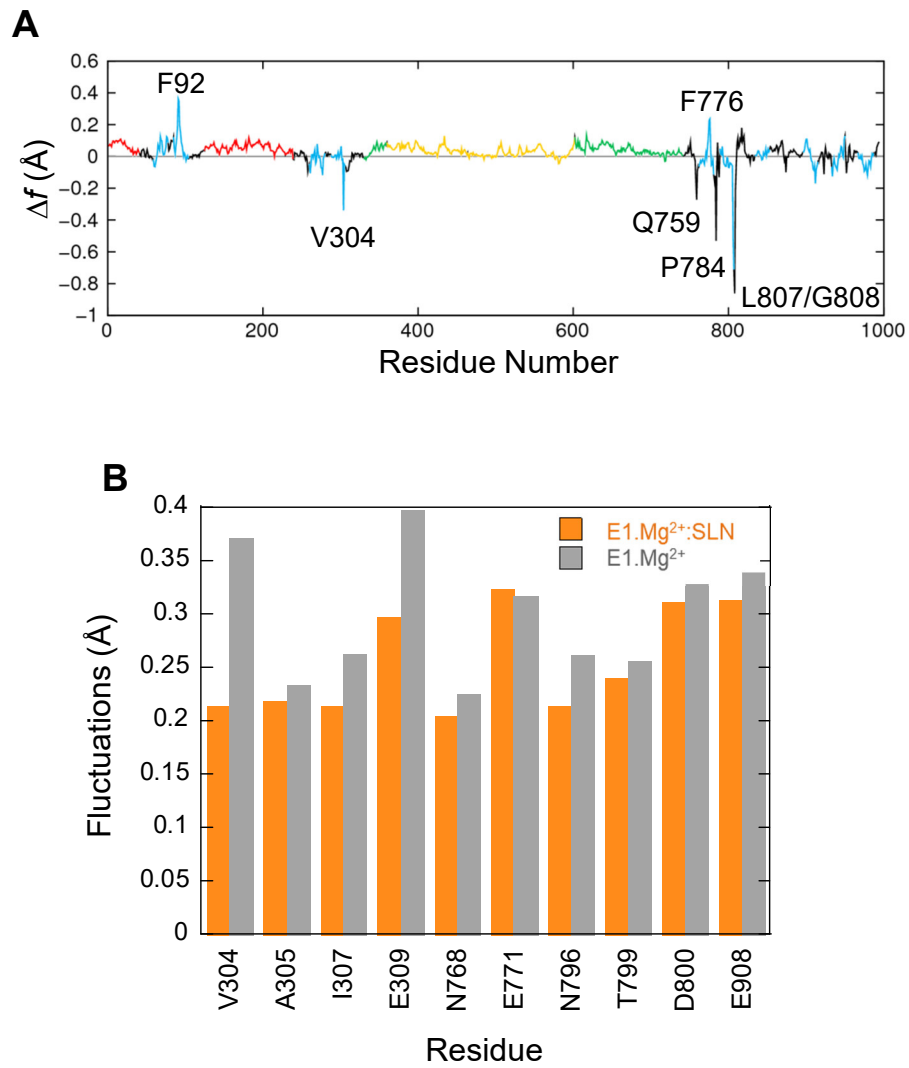 A
0.6
0.4
0.2
0
−0.2
−0.4
−0.6
−0.8
−1
Δf (Å)
F92
V304
F776
Q759
P784
L807/G808
0 200 400 600 800 1000
Residue Number
B
0.4
0.35
0.3
0.25
0.2
0.15
0.1
0.05
0
Fluctuations (Å)
E1.Mg²⁺:SLN
E1.Mg²⁺
V304 A305 I307 E309 N768 E771 N796 T799 D800 E908
Residue